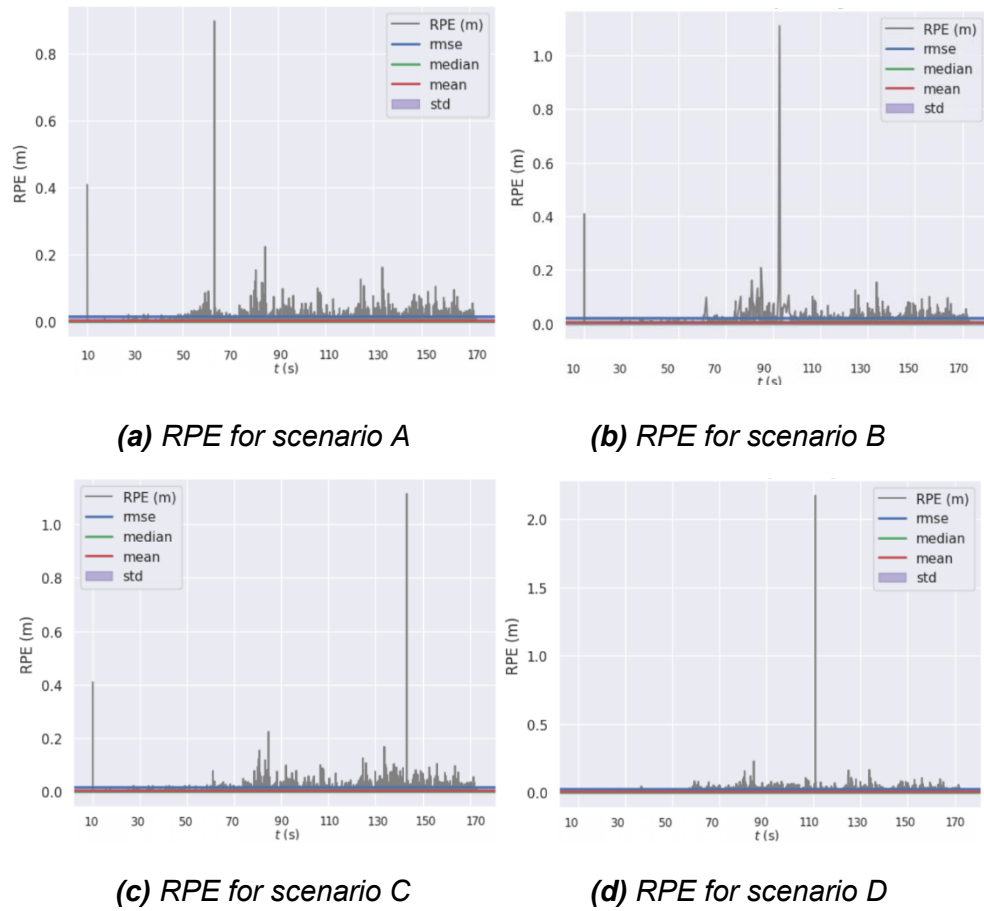 RPE (m)
0.8
0.6
0.4
0.2
0.0
RPE (m)
rmse
median
mean
std
10 30 50 70 90 110 130 150 170
t (s)
(a) RPE for scenario A
RPE (m)
1.0
0.8
0.6
0.4
0.2
0.0
RPE (m)
rmse
median
mean
std
10 30 50 70 90 110 130 150 170
t (s)
(b) RPE for scenario B
RPE (m)
1.0
0.8
0.6
0.4
0.2
0.0
RPE (m)
rmse
median
mean
std
10 30 50 70 90 110 130 150 170
t (s)
(c) RPE for scenario C
RPE (m)
2.0
1.5
1.0
0.5
0.0
RPE (m)
rmse
median
mean
std
10 30 50 70 90 110 130 150 170
t (s)
(d) RPE for scenario D